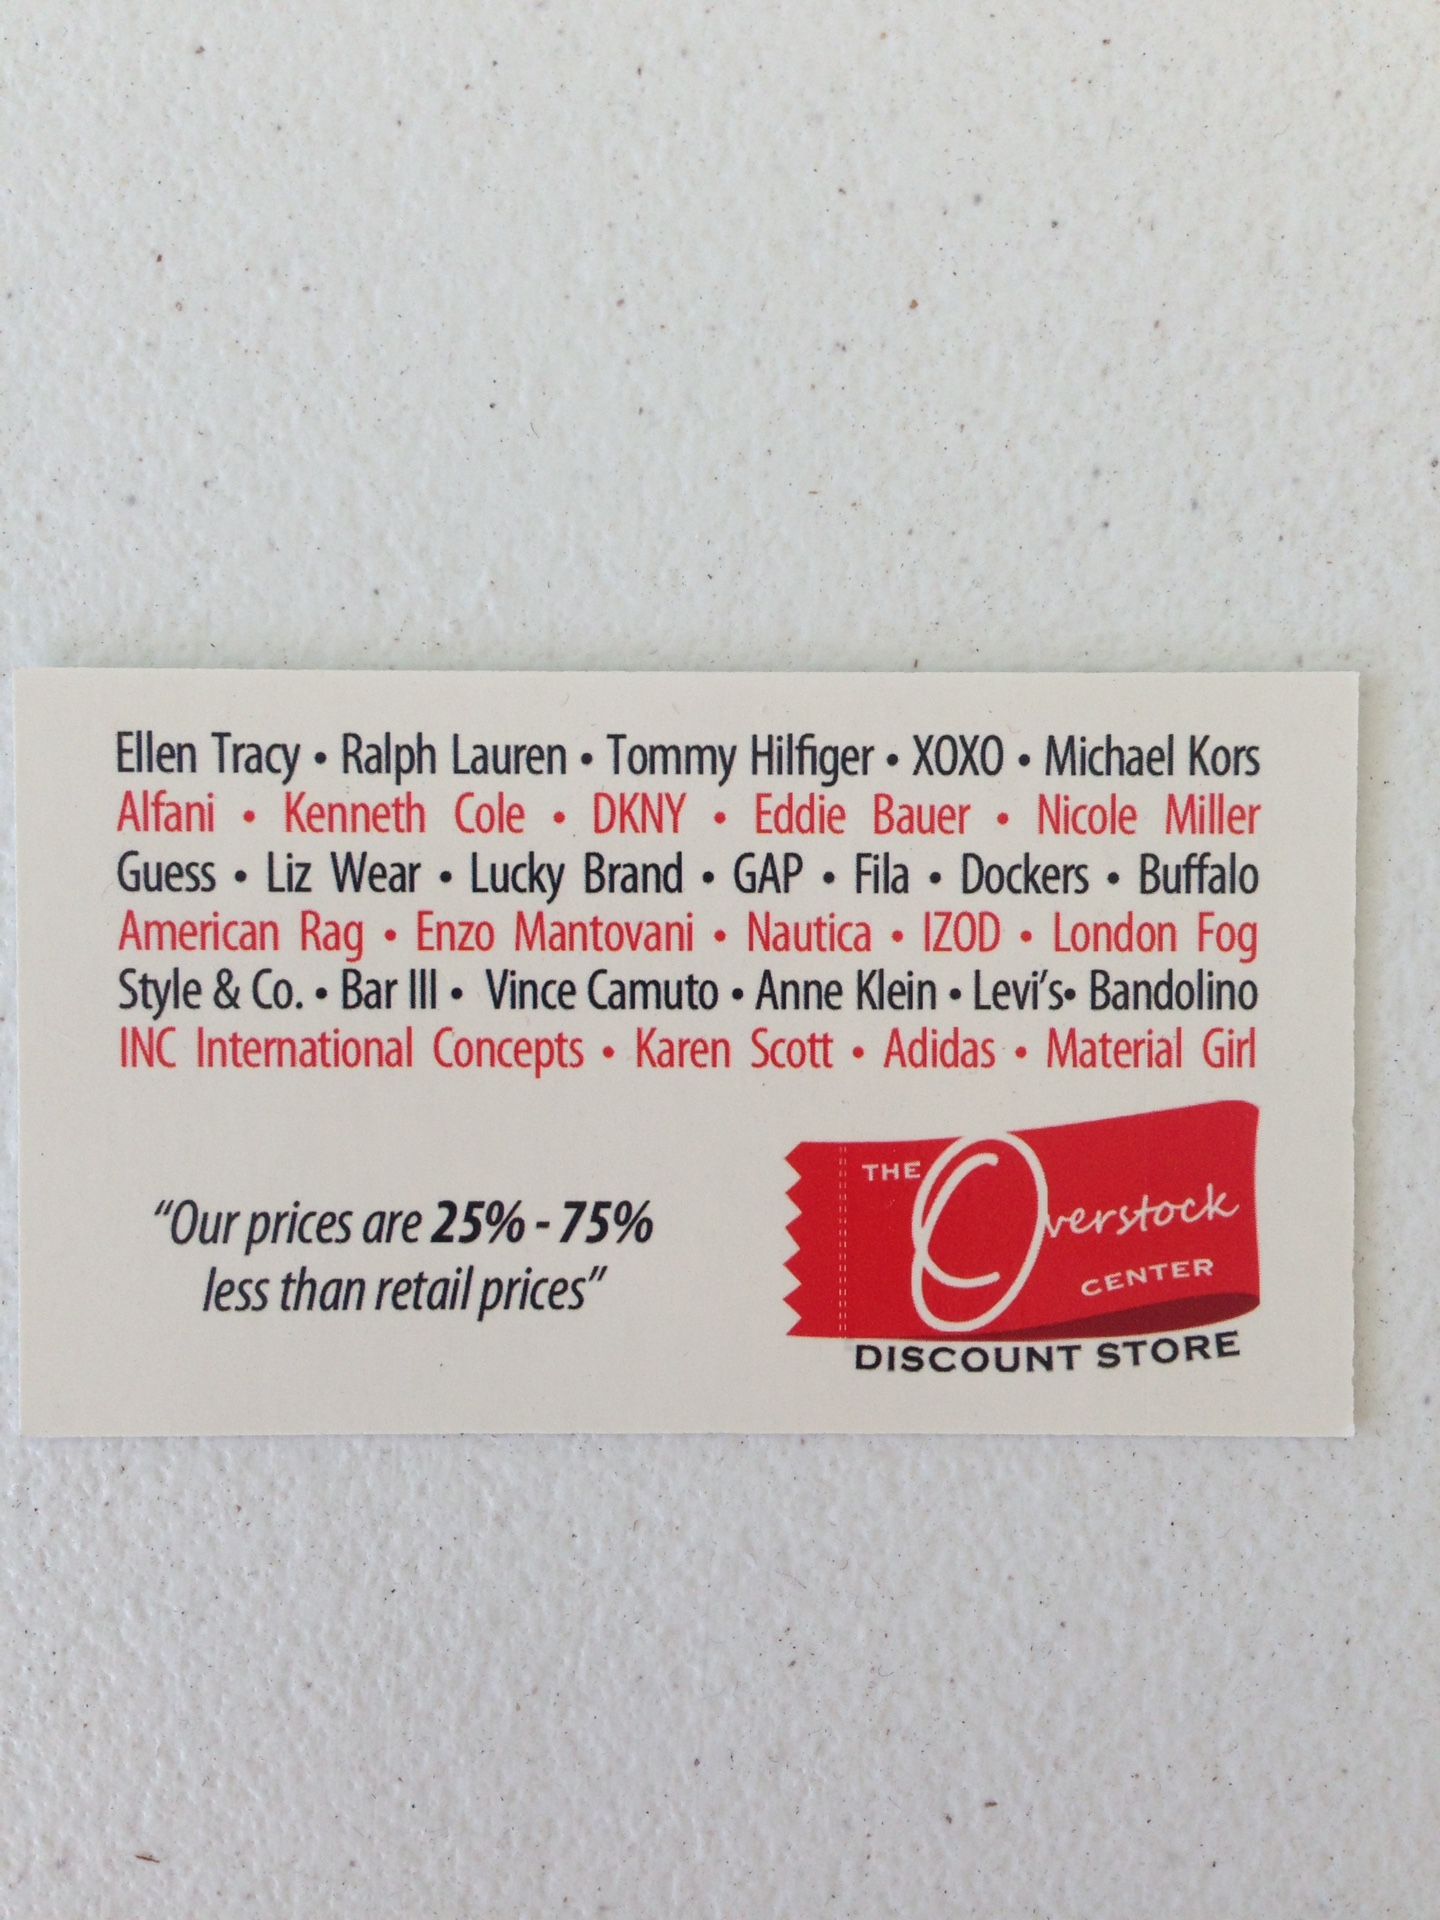 Ellen Tracy • Ralph Lauren • Tommy Hilfiger • XOXO • Michael Kors
Alfani • Kenneth Cole • DKNY • Eddie Bauer • Nicole Miller
Guess • Liz Wear • Lucky Brand • GAP • Fila • Dockers • Buffalo
American Rag • Enzo Mantovani • Nautica • IZOD • London Fog
Style & Co. • Bar III • Vince Camuto • Anne Klein • Levi’s• Bandolino
INC International Concepts • Karen Scott • Adidas • Material Girl
“Our prices are 25% - 75%
less than retail prices”
THE
Overstock
CENTER
DISCOUNT STORE